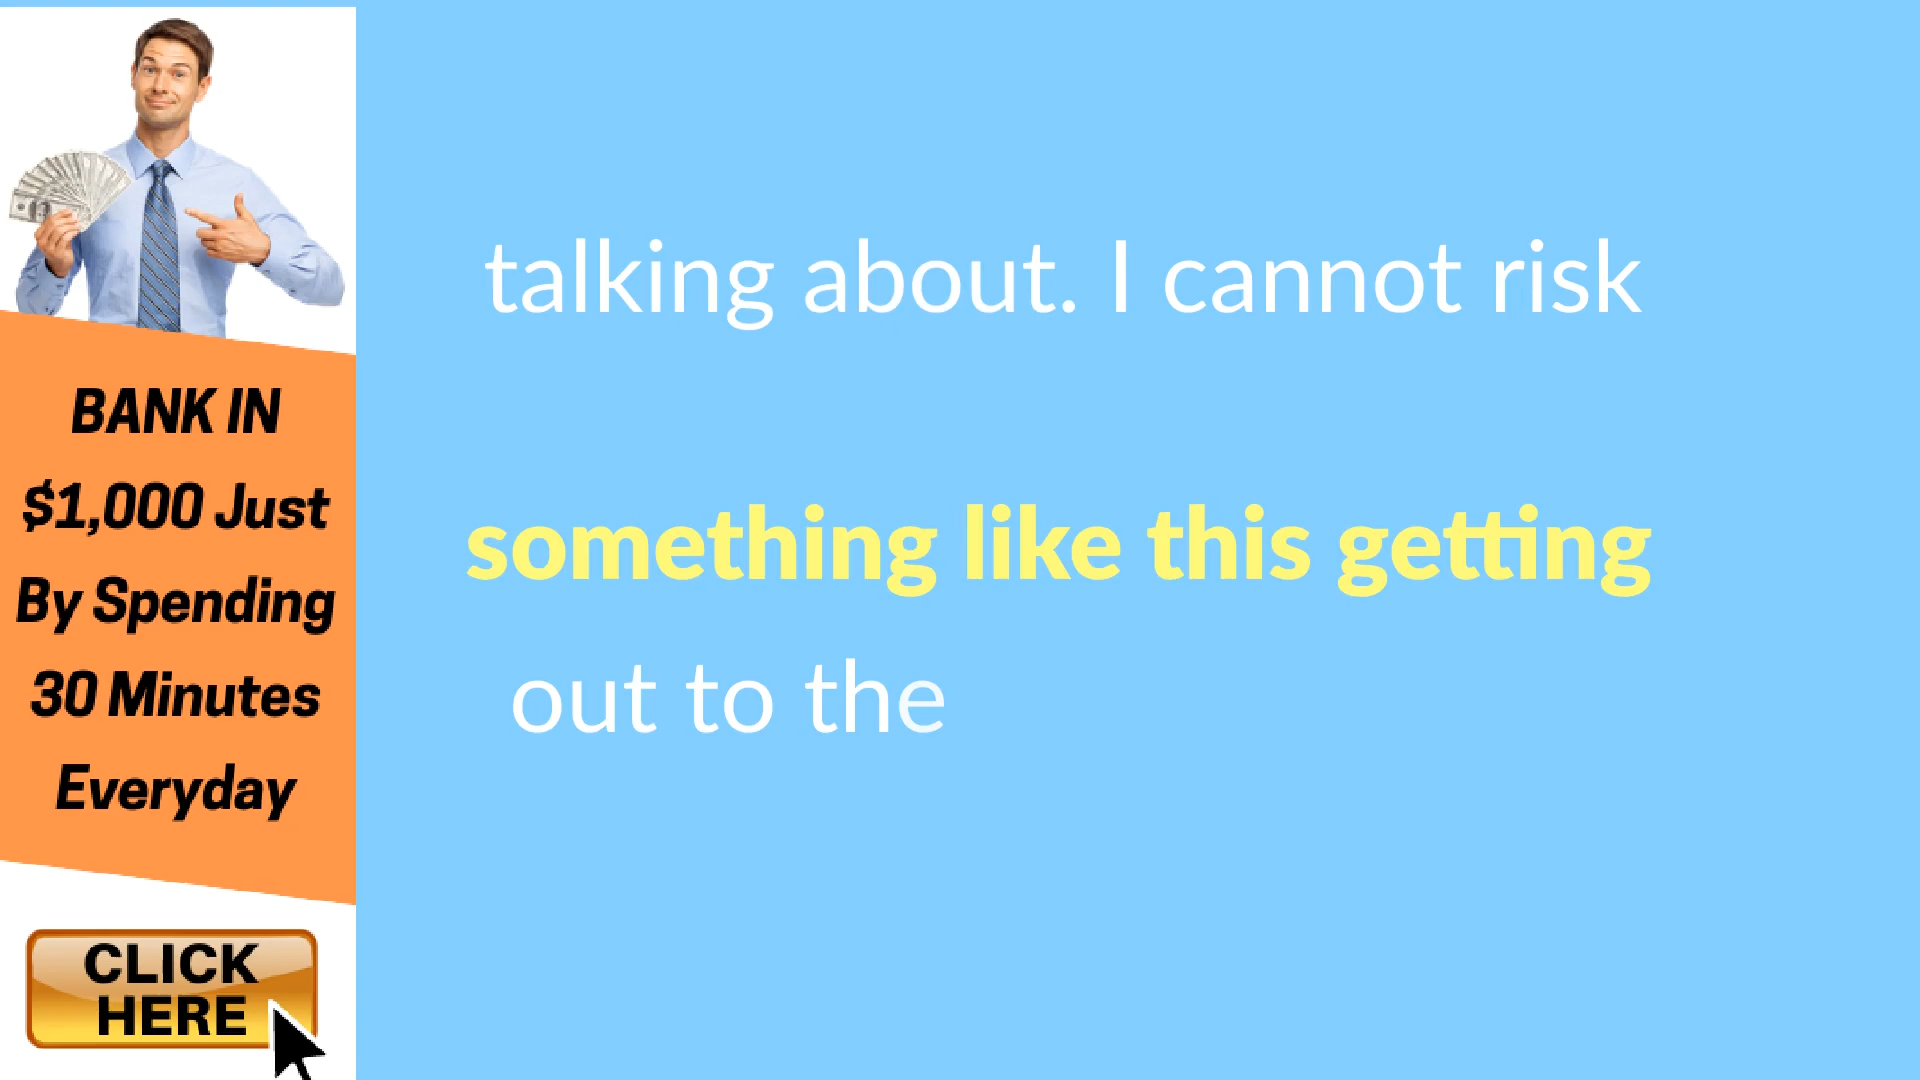 BANK IN
$1,000 Just
By Spending
30 Minutes
Everyday
CLICK
HERE
talking about. I cannot risk
something like this getting
out to the